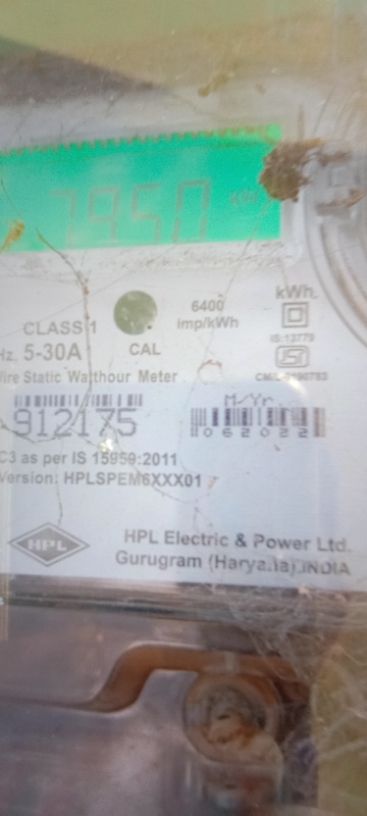 7950
6400
imp/kWh
kWh
CLASS 1
CAL
IS:13779
Hz. 5-30A
Wire Static Watthour Meter
M/Yr
912175
062022
C3 as per IS 15959:2011
Version: HPLSPEM6XXX01
HPL
HPL Electric & Power Ltd.
Gurugram (Haryana) INDIA